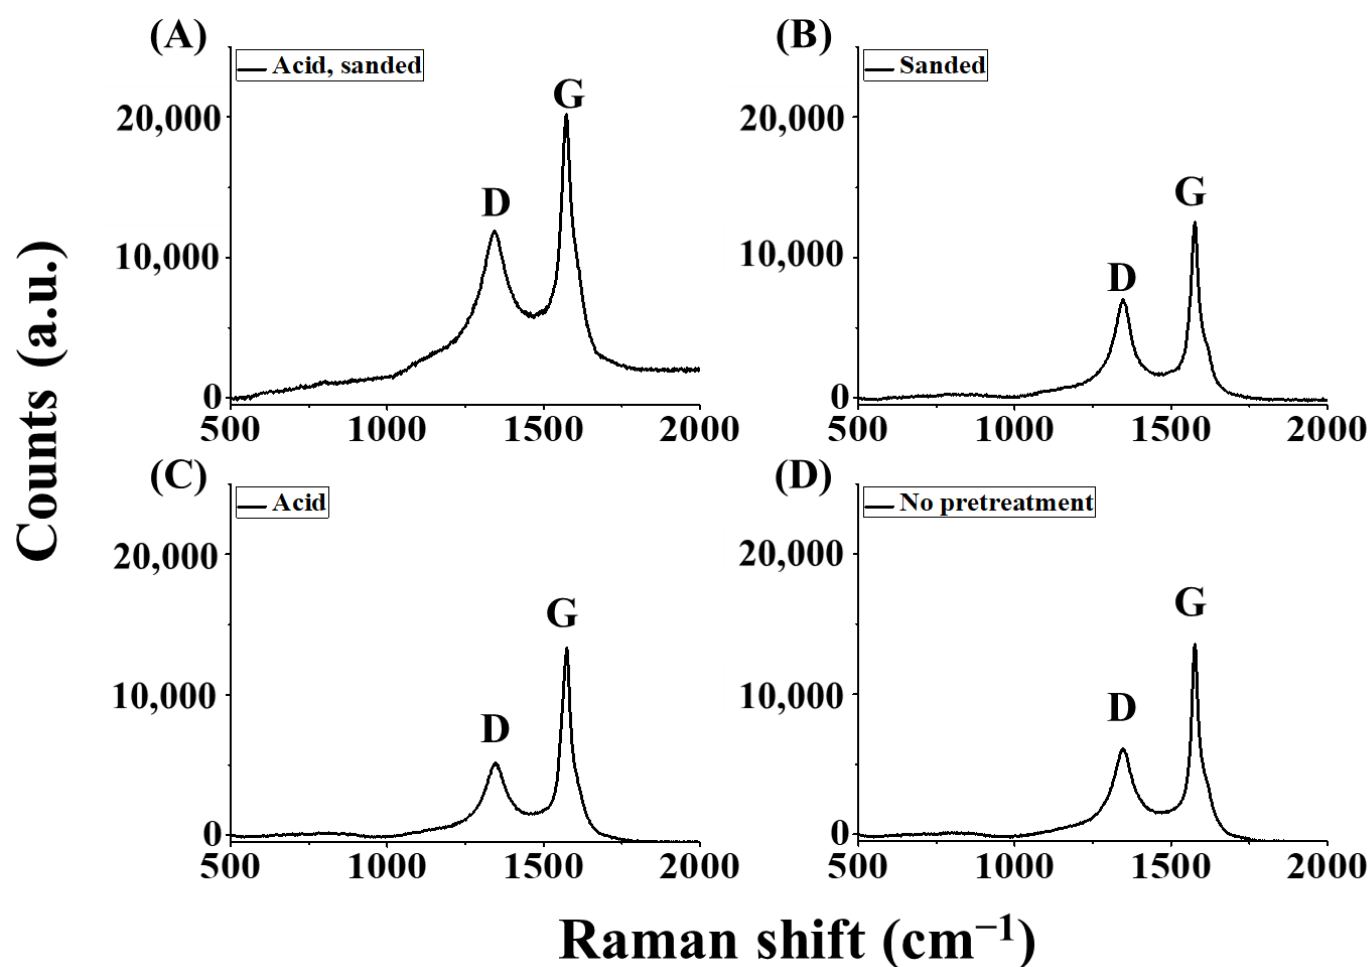 (A)
Acid, sanded
G
D
20,000
10,000
0
500 1000 1500 2000
(B)
Sanded
G
D
20,000
10,000
0
500 1000 1500 2000
(C)
Acid
G
D
20,000
10,000
0
500 1000 1500 2000
(D)
No pretreatment
G
D
20,000
10,000
0
500 1000 1500 2000
Counts (a.u.)
Raman shift (cm⁻¹)